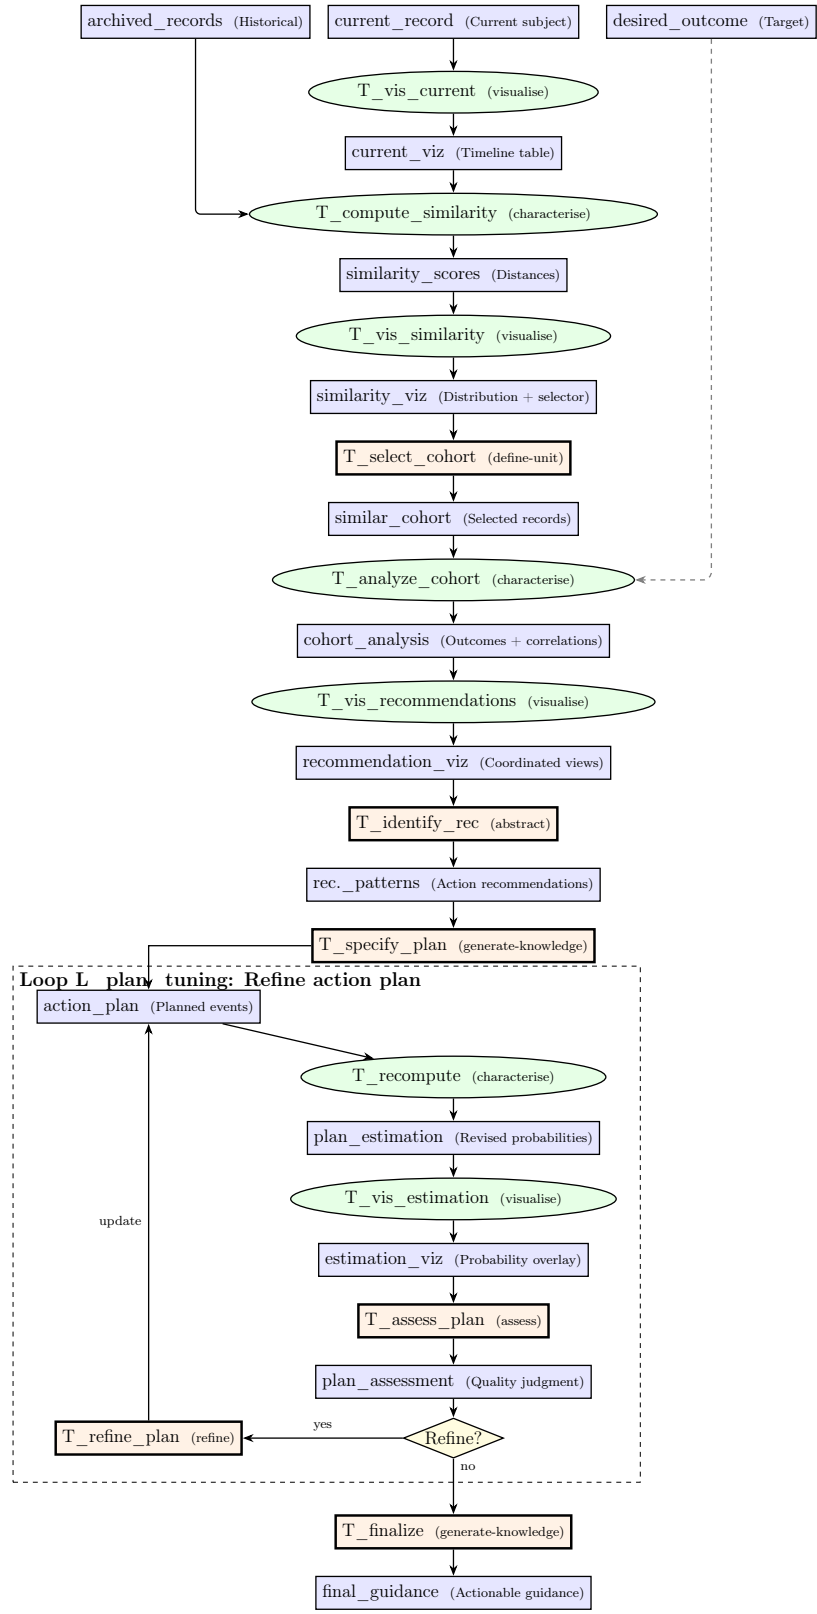 archived_records (Historical)
current_record (Current subject)
desired_outcome (Target)
T_vis_current (visualise)
current_viz (Timeline table)
T_compute_similarity (characterise)
similarity_scores (Distances)
T_vis_similarity (visualise)
similarity_viz (Distribution + selector)
T_select_cohort (define-unit)
similar_cohort (Selected records)
T_analyze_cohort (characterise)
cohort_analysis (Outcomes + correlations)
T_vis_recommendations (visualise)
recommendation_viz (Coordinated views)
T_identify_rec (abstract)
rec._patterns (Action recommendations)
T_specify_plan (generate-knowledge)
Loop L_plan_tuning: Refine action plan
action_plan (Planned events)
T_recompute (characterise)
plan_estimation (Revised probabilities)
T_vis_estimation (visualise)
update
estimation_viz (Probability overlay)
T_assess_plan (assess)
plan_assessment (Quality judgment)
T_refine_plan (refine)
yes
Refine?
no
T_finalize (generate-knowledge)
final_guidance (Actionable guidance)